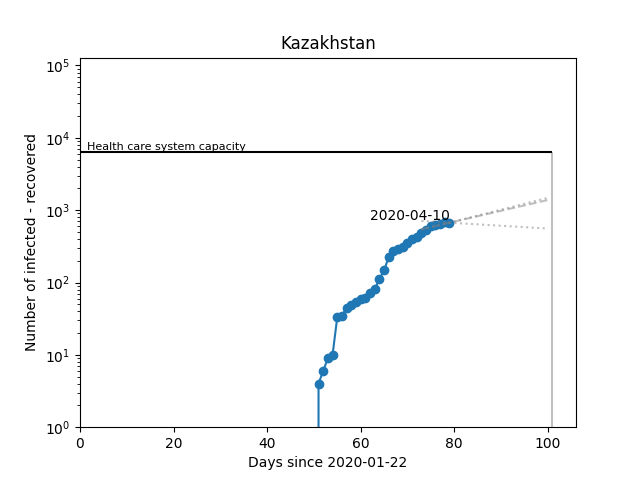 Kazakhstan
10^5
10^4
10^3
10^2
10^1
10^0
Number of infected - recovered
Health care system capacity
2020-04-10
0 20 40 60 80 100
Days since 2020-01-22